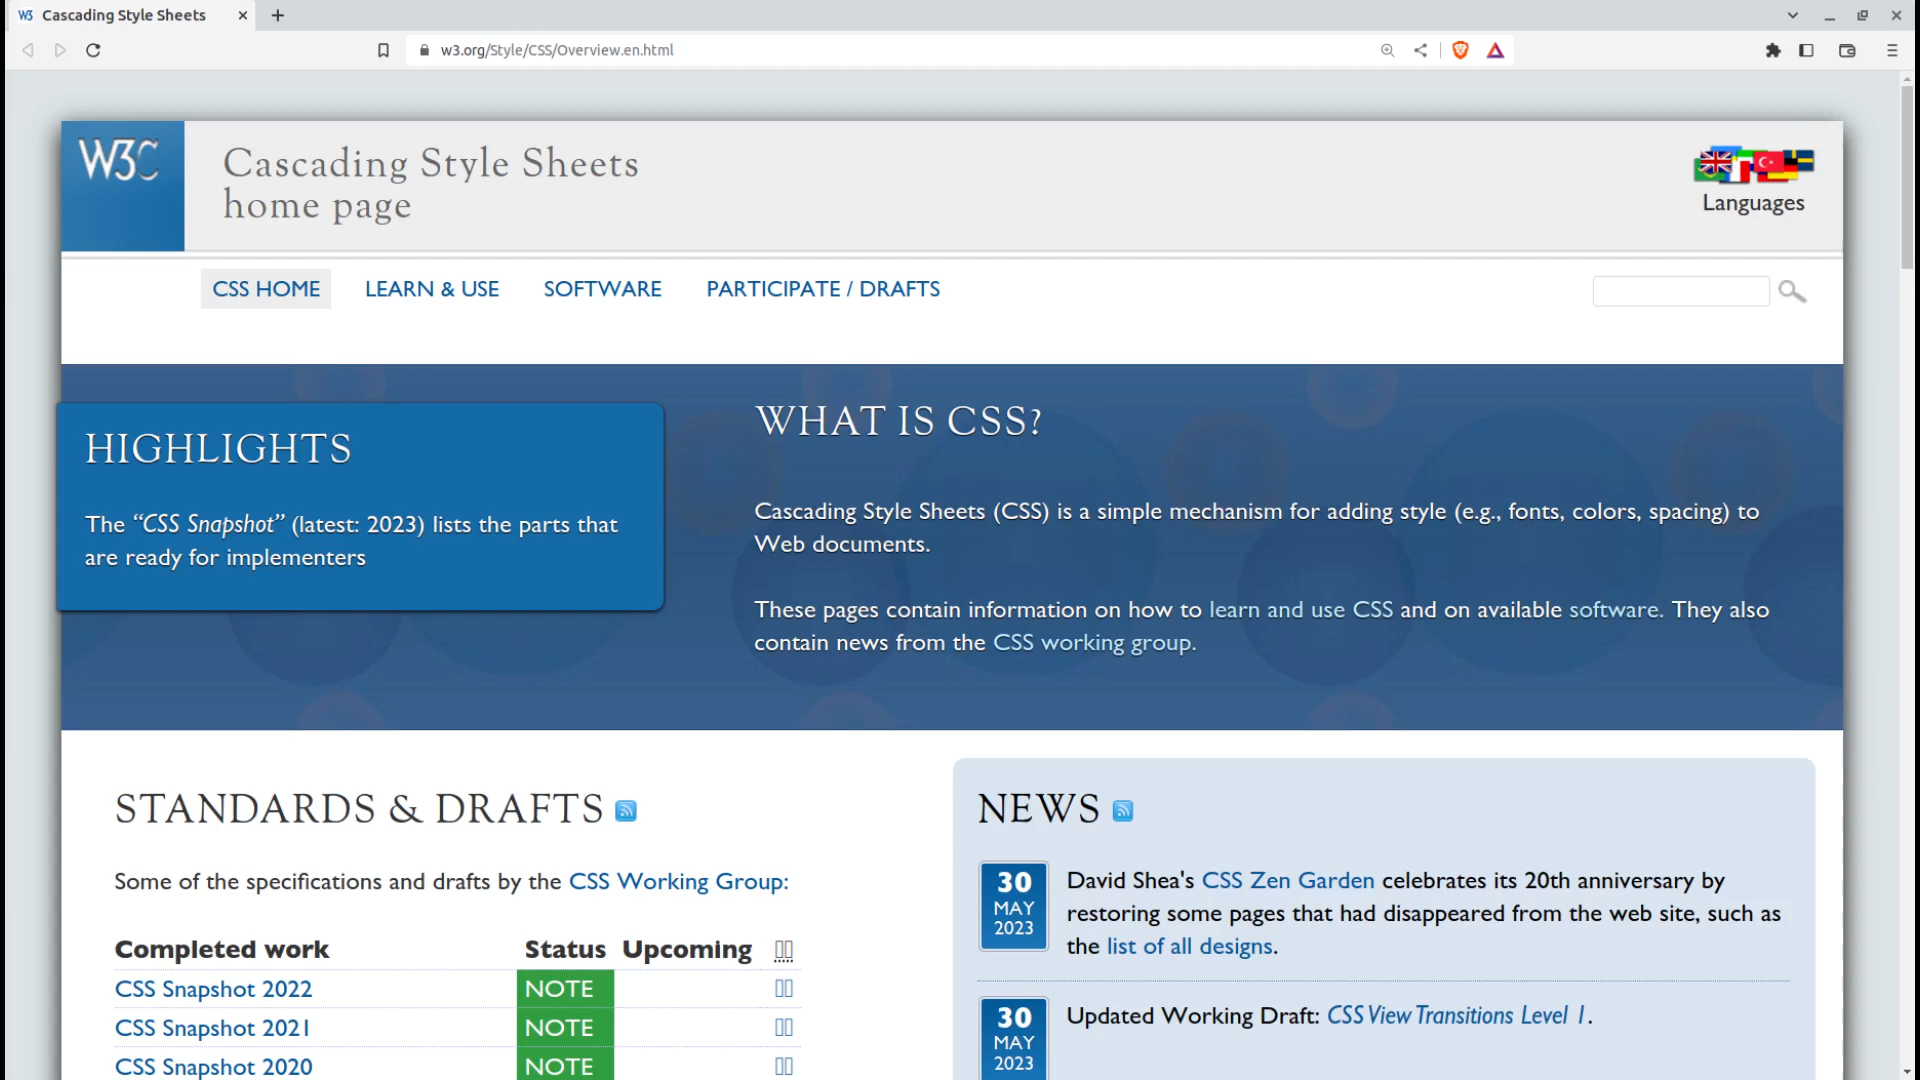 Cascading Style Sheets
w3.org/Style/CSS/Overview.en.html
W3C
Cascading Style Sheets
home page
Languages
CSS HOME
LEARN & USE
SOFTWARE
PARTICIPATE / DRAFTS
HIGHLIGHTS
The “CSS Snapshot” (latest: 2023) lists the parts that
are ready for implementers
WHAT IS CSS?
Cascading Style Sheets (CSS) is a simple mechanism for adding style (e.g., fonts, colors, spacing) to
Web documents.
These pages contain information on how to learn and use CSS and on available software. They also
contain news from the CSS working group.
STANDARDS & DRAFTS
Some of the specifications and drafts by the CSS Working Group:
Completed work Status Upcoming
CSS Snapshot 2022 NOTE
CSS Snapshot 2021 NOTE
CSS Snapshot 2020 NOTE
NEWS
30
MAY
2023
David Shea's CSS Zen Garden celebrates its 20th anniversary by
restoring some pages that had disappeared from the web site, such as
the list of all designs.
30
MAY
2023
Updated Working Draft: CSS View Transitions Level 1.